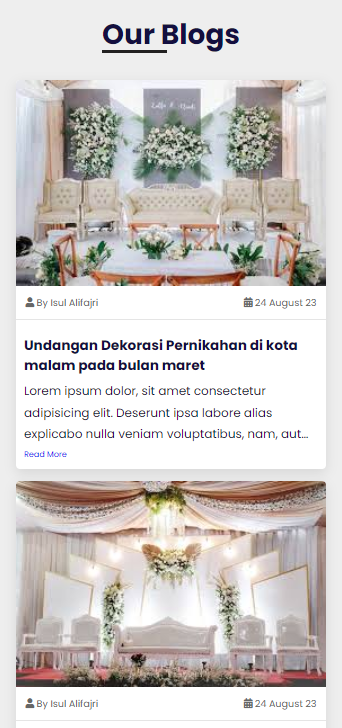 Our Blogs
By Isul Alifajri
24 August 23
Undangan Dekorasi Pernikahan di kota
malam pada bulan maret
Lorem ipsum dolor, sit amet consectetur
adipisicing elit. Deserunt ipsa labore alias
explicabo nulla veniam voluptatibus, nam, aut...
Read More
By Isul Alifajri
24 August 23